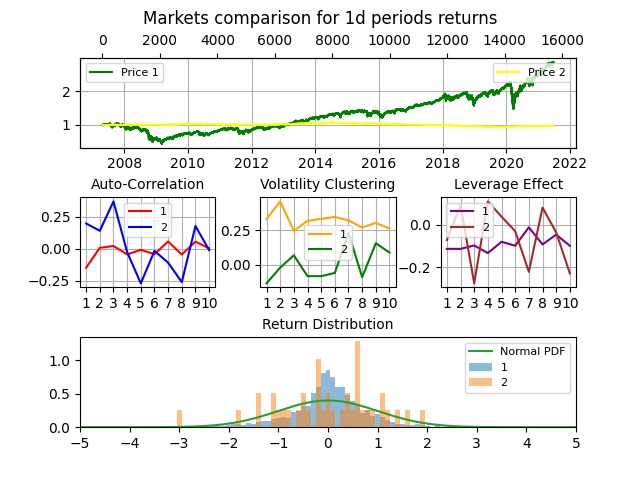 Markets comparison for 1d periods returns
0 2000 4000 6000 8000 10000 12000 14000 16000
Price 1 Price 2
2
1
2008 2010 2012 2014 2016 2018 2020 2022
Auto-Correlation Volatility Clustering Leverage Effect
0.25
0.00
−0.25
1
2
1 2 3 4 5 6 7 8 9 10
0.25
0.00
1
2
1 2 3 4 5 6 7 8 9 10
0.0
−0.2
1
2
1 2 3 4 5 6 7 8 9 10
Return Distribution
1.0
0.5
0.0
Normal PDF
1
2
−5 −4 −3 −2 −1 0 1 2 3 4 5